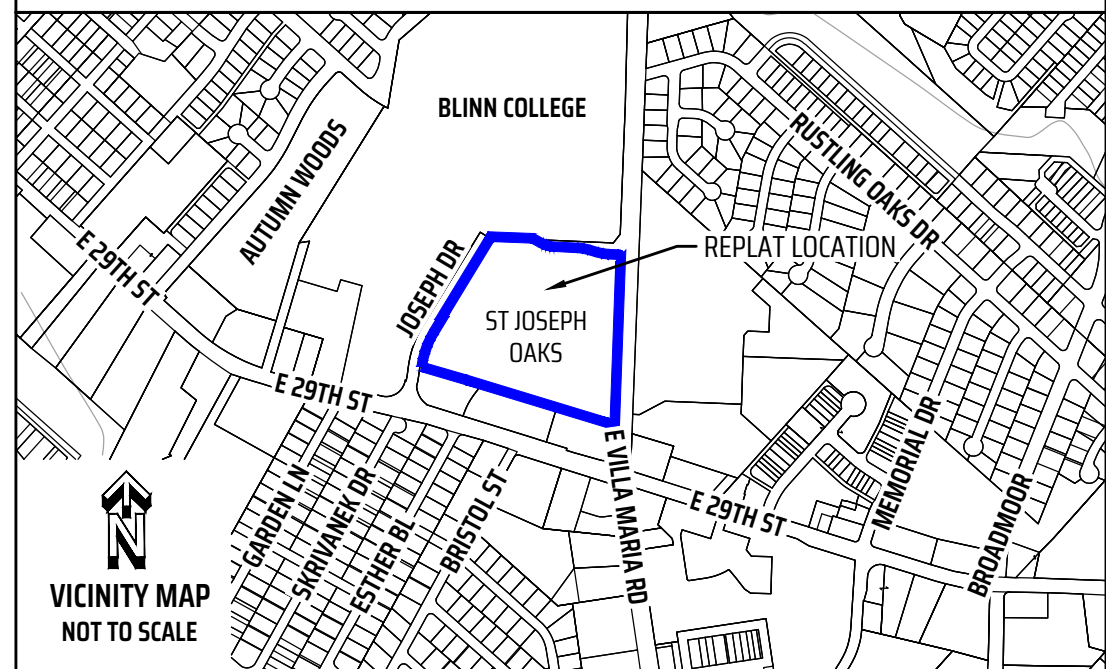 BLINN COLLEGE
AUTUMN WOODS
RUSTLING OAKS DR
E 29TH ST
JOSEPH DR
REPLAT LOCATION
ST JOSEPH
OAKS
E 29TH ST
E VILLA MARIA RD
MEMORIAL DR
BROADMOOR
GARDEN LN
SKRIVANEK DR
ESTHER BL
BRISTOL ST
E 29TH ST
N
VICINITY MAP
NOT TO SCALE